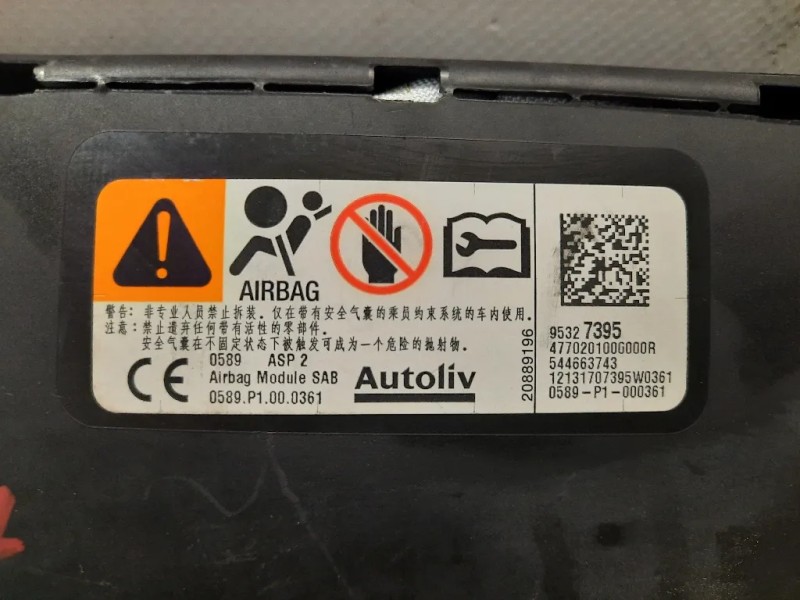 AIRBAG
警告: 非专业人员禁止拆装。仅在带有安全气囊的乘员约束系统的车内使用。
注意: 禁止遗弃任何带有活性的零部件。
安全气囊在不固定状态下被触发可成为一个危险的抛射物。
CE
0589 ASP 2
Airbag Module SAB
0589.P1.00.0361
Autoliv
20889196
9532 7395
477020100G000R
544663743
12131707395W0361
0589-P1-000361